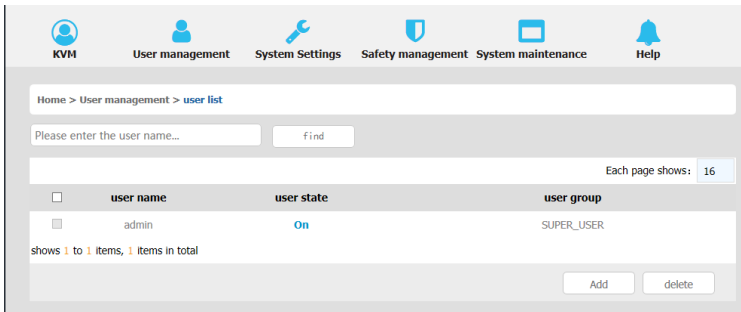 KVM User management System Settings Safety management System maintenance Help
Home > User management > user list
Please enter the user name... find
Each page shows: 16
user name user state user group
admin On SUPER_USER
shows 1 to 1 items, 1 items in total
Add delete